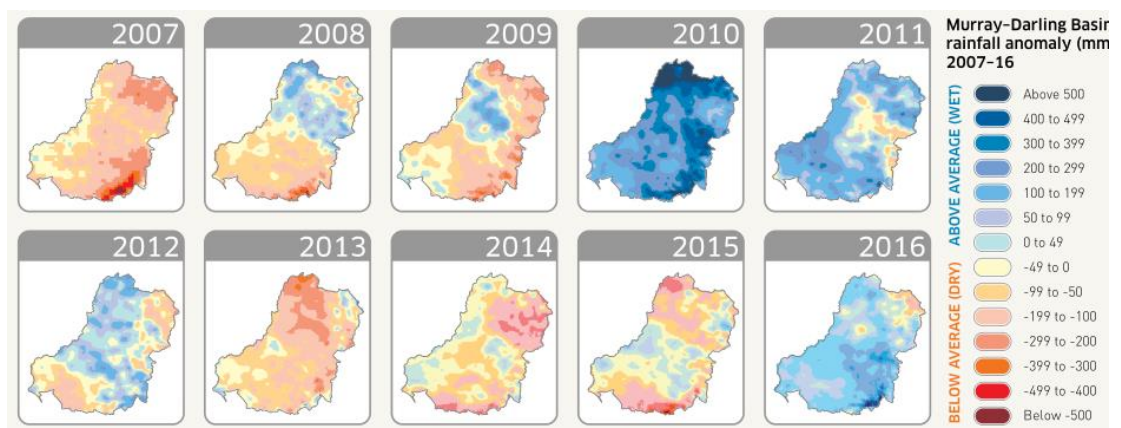 2007
2008
2009
2010
2011
Murray–Darling Basin
rainfall anomaly (mm
2007–16
ABOVE AVERAGE (WET)
Above 500
400 to 499
300 to 399
200 to 299
100 to 199
50 to 99
0 to 49
BELOW AVERAGE (DRY)
-49 to 0
-99 to -50
-199 to -100
-299 to -200
-399 to -300
-499 to -400
Below -500
2012
2013
2014
2015
2016